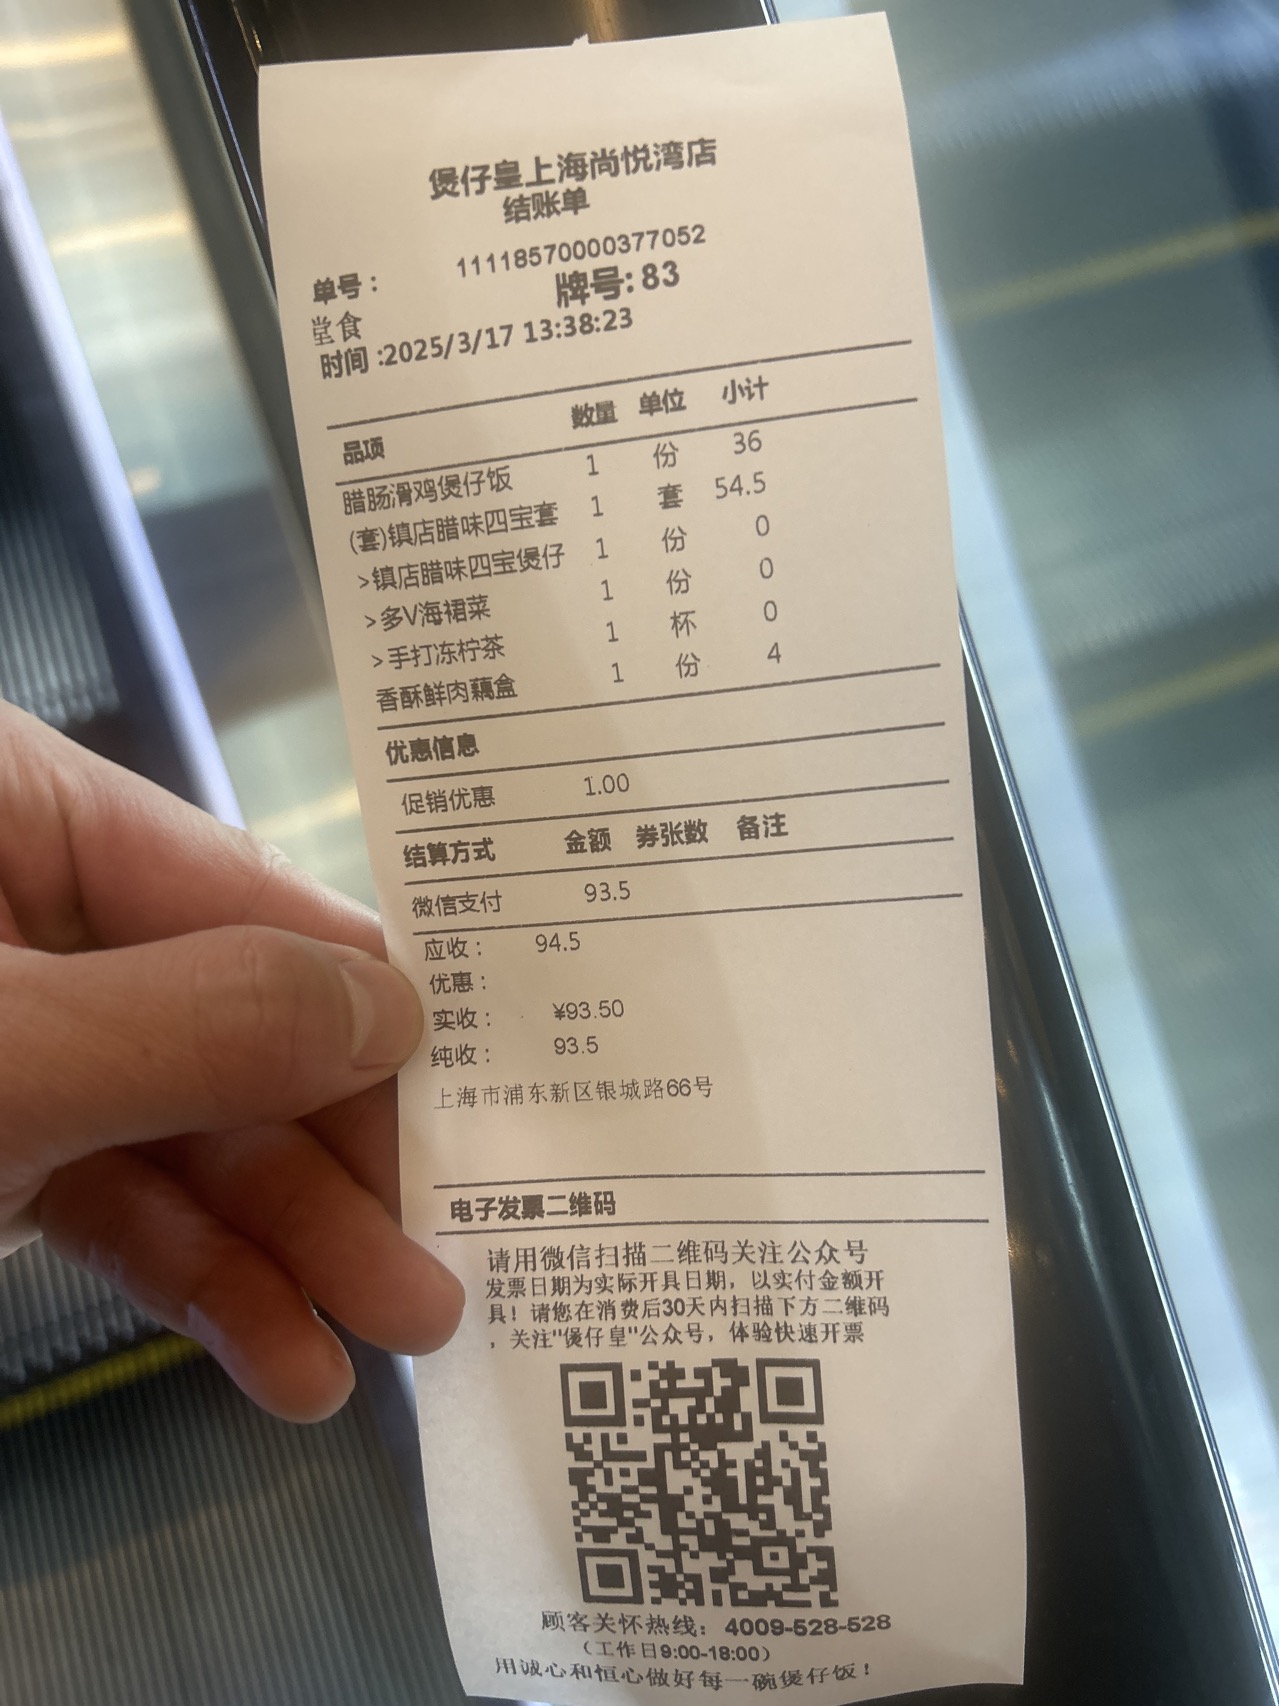 煲仔皇上海尚悦湾店
结账单
单号： 11118570000377052
牌号: 83
堂食
时间 :2025/3/17 13:38:23
品项 数量 单位 小计
腊肠滑鸡煲仔饭 1 份 36
(套)镇店腊味四宝套 1 套 54.5
>镇店腊味四宝煲仔 1 份 0
>多V海裙菜 1 份 0
>手打冻柠茶 1 杯 0
香酥鲜肉藕盒 1 份 4
优惠信息
促销优惠 1.00
结算方式 金额 券张数 备注
微信支付 93.5
应收： 94.5
优惠：
实收： ¥93.50
纯收： 93.5
上海市浦东新区银城路66号
电子发票二维码
请用微信扫描二维码关注公众号
发票日期为实际开具日期，以实付金额开
具！请您在消费后30天内扫描下方二维码
，关注"煲仔皇"公众号，体验快速开票
顾客关怀热线：4009-528-528
（工作日9:00-18:00）
用诚心和恒心做好每一碗煲仔饭！